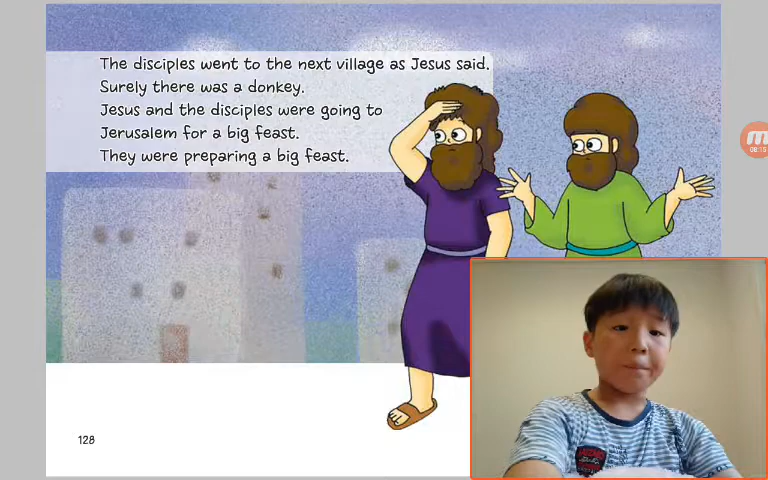 The disciples went to the next village as Jesus said.
Surely there was a donkey.
Jesus and the disciples were going to
Jerusalem for a big feast.
They were preparing a big feast.
128